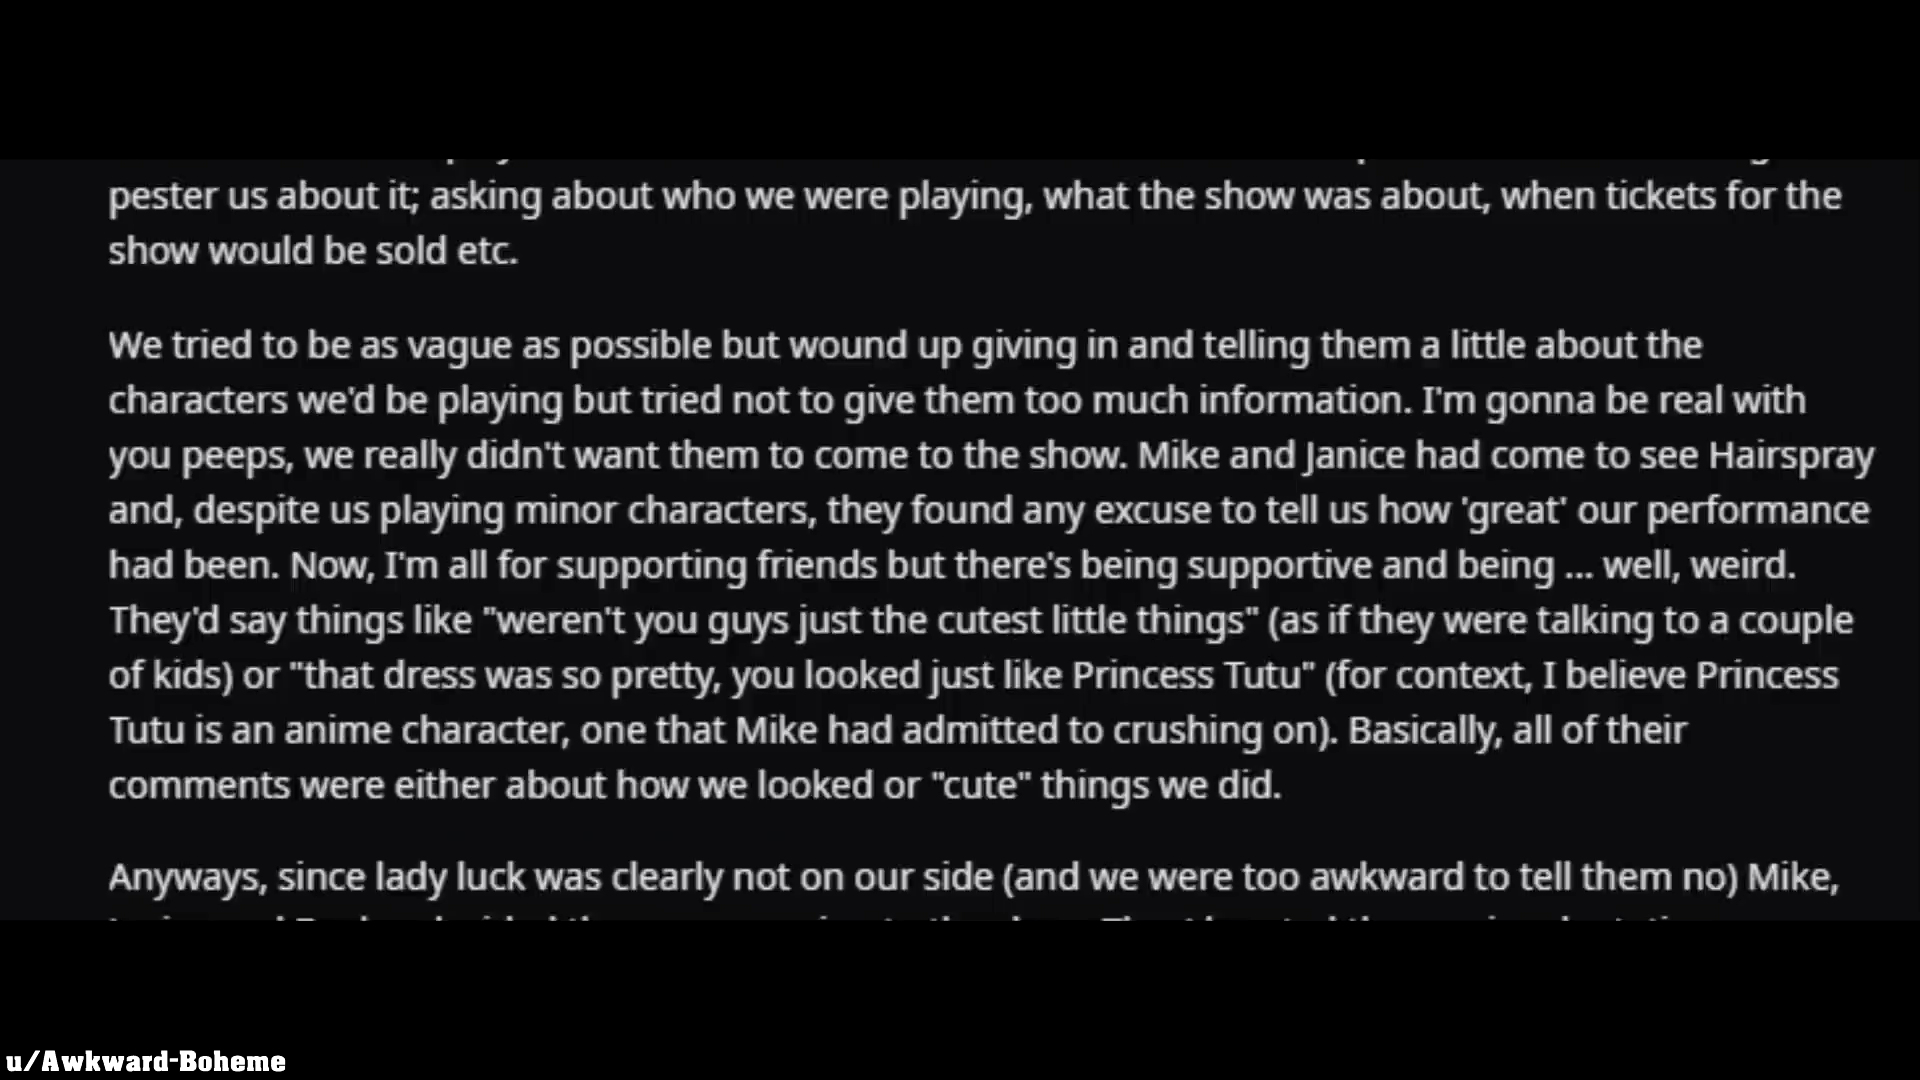 pester us about it; asking about who we were playing, what the show was about, when tickets for the
show would be sold etc.
We tried to be as vague as possible but wound up giving in and telling them a little about the
characters we'd be playing but tried not to give them too much information. I'm gonna be real with
you peeps, we really didn't want them to come to the show. Mike and Janice had come to see Hairspray
and, despite us playing minor characters, they found any excuse to tell us how 'great' our performance
had been. Now, I'm all for supporting friends but there's being supportive and being ... well, weird.
They'd say things like "weren't you guys just the cutest little things" (as if they were talking to a couple
of kids) or "that dress was so pretty, you looked just like Princess Tutu" (for context, I believe Princess
Tutu is an anime character, one that Mike had admitted to crushing on). Basically, all of their
comments were either about how we looked or "cute" things we did.
Anyways, since lady luck was clearly not on our side (and we were too awkward to tell them no) Mike,
u/Awkward-Boheme